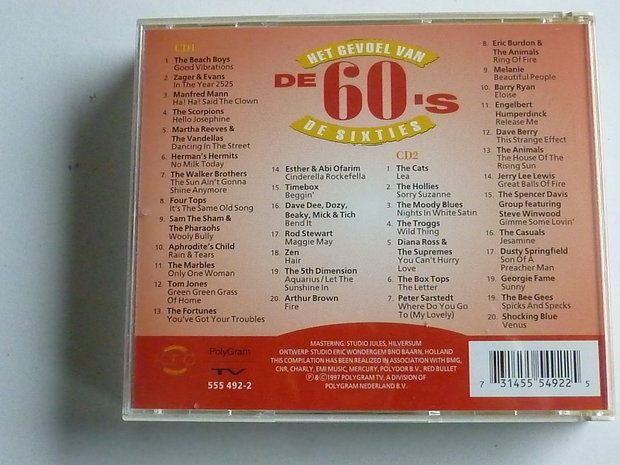 HET GEVOEL VAN
DE 60's
DE SIXTIES
CD1
1. The Beach Boys
Good Vibrations
2. Zager & Evans
In The Year 2525
3. Manfred Mann
Ha! Ha! Said The Clown
4. The Scorpions
Hello Josephine
5. Martha Reeves &
The Vandellas
Dancing In The Street
6. Herman's Hermits
No Milk Today
7. The Walker Brothers
The Sun Ain't Gonna
Shine Anymore
8. Four Tops
It's The Same Old Song
9. Sam The Sham &
The Pharaohs
Wooly Bully
10. Aphrodite's Child
Rain & Tears
11. The Marbles
Only One Woman
12. Tom Jones
Green Green Grass
Of Home
13. The Fortunes
You've Got Your Troubles
14. Esther & Abi Ofarim
Cinderella Rockefella
15. Timebox
Beggin'
16. Dave Dee, Dozy,
Beaky, Mick & Tich
Bend It
17. Rod Stewart
Maggie May
18. Zen
Hair
19. The 5th Dimension
Aquarius / Let The
Sunshine In
20. Arthur Brown
Fire
CD2
1. The Cats
Lea
2. The Hollies
Sorry Suzanne
3. The Moody Blues
Nights In White Satin
4. The Troggs
Wild Thing
5. Diana Ross &
The Supremes
You Can't Hurry
Love
6. The Box Tops
The Letter
7. Peter Sarstedt
Where Do You Go
To (My Lovely)
8. Eric Burdon &
The Animals
Ring Of Fire
9. Melanie
Beautiful People
10. Barry Ryan
Eloise
11. Engelbert
Humperdinck
Release Me
12. Dave Berry
This Strange Effect
13. The Animals
The House Of The
Rising Sun
14. Jerry Lee Lewis
Great Balls Of Fire
15. The Spencer Davis
Group featuring
Steve Winwood
Gimme Some Lovin'
16. The Casuals
Jesamine
17. Dusty Springfield
Son Of A
Preacher Man
18. Georgie Fame
Sunny
19. The Bee Gees
Spicks And Specks
20. Shocking Blue
Venus
PolyGram
TV
555 492-2
MASTERING: STUDIO JULES, HILVERSUM
ONTWERP: STUDIO ERIC WONDERGEM BNO BAARN, HOLLAND
THIS COMPILATION HAS BEEN REALIZED IN ASSOCIATION WITH BMG,
CNR, CHARLY, EMI MUSIC, MERCURY, POLYDOR B.V., RED BULLET
℗ & © 1997 POLYGRAM TV, A DIVISION OF
POLYGRAM NEDERLAND B.V.
7 31455 54922 5